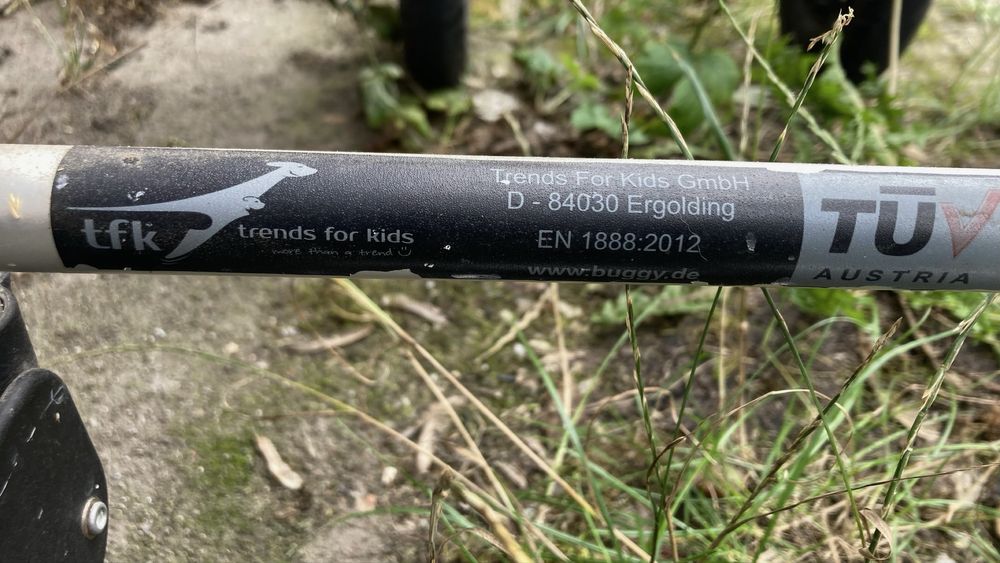 tfk
trends for kids
more than a trend
Trends For Kids GmbH
D - 84030 Ergolding
EN 1888:2012
www.buggy.de
TÜV
AUSTRIA